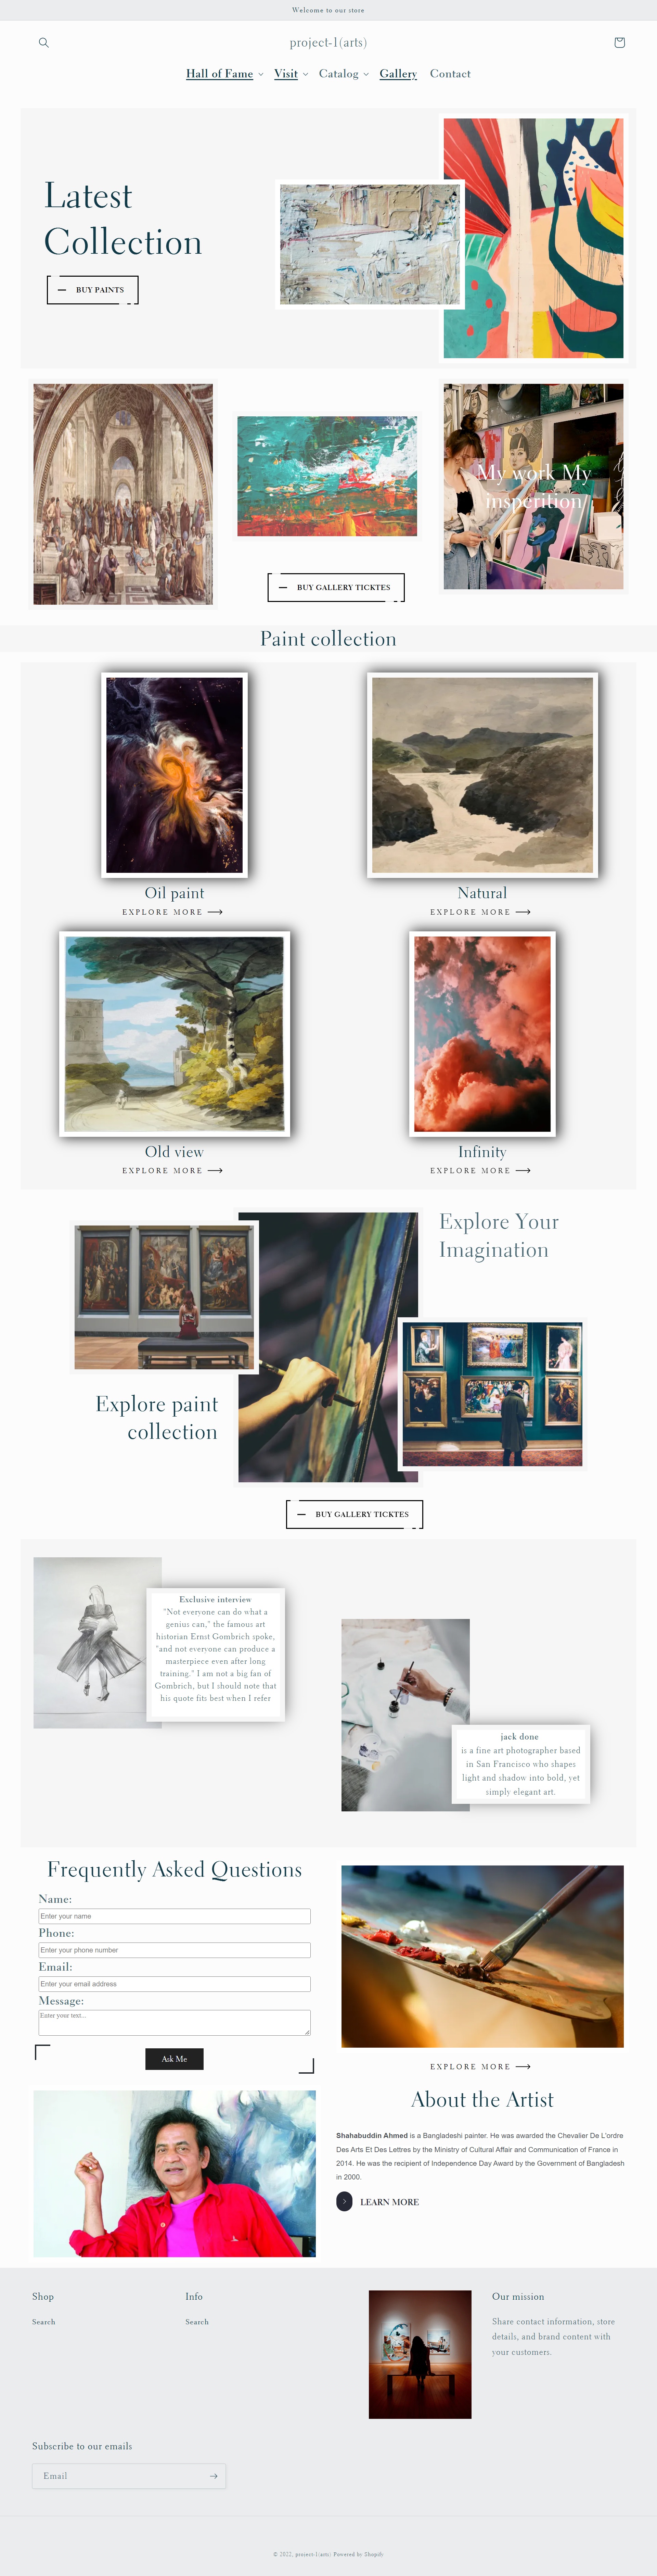 Welcome to our store
project-1(arts)
Hall of Fame
Visit
Catalog
Gallery
Contact
Latest
Collection
BUY PAINTS
My work My
insperition
BUY GALLERY TICKTES
Paint collection
Oil paint
EXPLORE MORE
Natural
EXPLORE MORE
Old view
EXPLORE MORE
Infinity
EXPLORE MORE
Explore Your
Imagination
Explore paint
collection
BUY GALLERY TICKTES
Exclusive interview
"Not everyone can do what a
genius can," the famous art
historian Ernst Gombrich spoke,
"and not everyone can produce a
masterpiece even after long
training." I am not a big fan of
Gombrich, but I should note that
his quote fits best when I refer
jack done
is a fine art photographer based
in San Francisco who shapes
light and shadow into bold, yet
simply elegant art.
Frequently Asked Questions
Name:
Enter your name
Phone:
Enter your phone number
Email:
Enter your email address
Message:
Enter your text...
Ask Me
EXPLORE MORE
About the Artist
Shahabuddin Ahmed is a Bangladeshi painter. He was awarded the Chevalier De L'ordre
Des Arts Et Des Lettres by the Ministry of Cultural Affair and Communication of France in
2014. He was the recipient of Independence Day Award by the Government of Bangladesh
in 2000.
LEARN MORE
Shop
Search
Info
Search
Our mission
Share contact information, store
details, and brand content with
your customers.
Subscribe to our emails
Email
© 2022, project-1(arts) Powered by Shopify